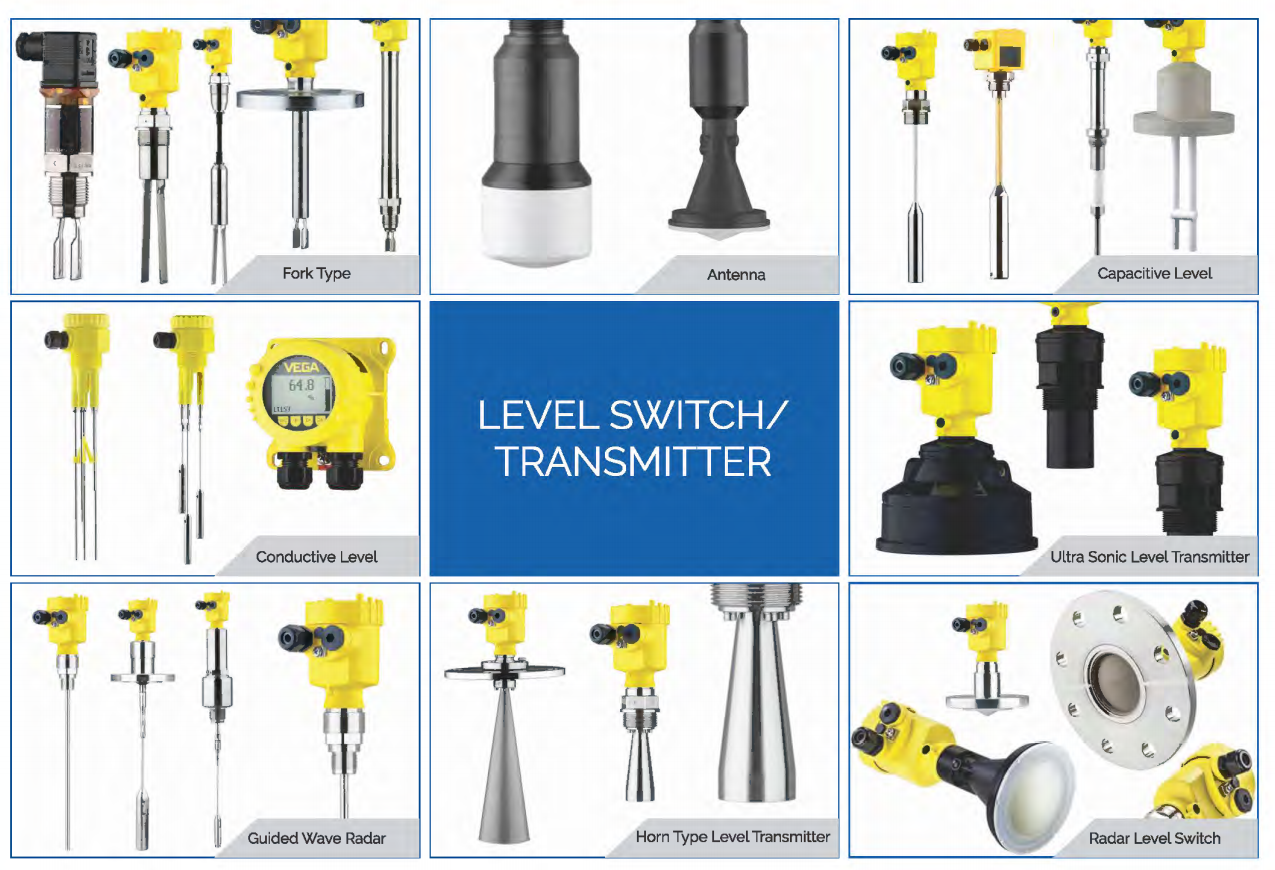 Fork Type
Antenna
Capacitive Level
VEGA
64.8
Conductive Level
LEVEL SWITCH/
TRANSMITTER
Ultra Sonic Level Transmitter
Guided Wave Radar
Horn Type Level Transmitter
Radar Level Switch